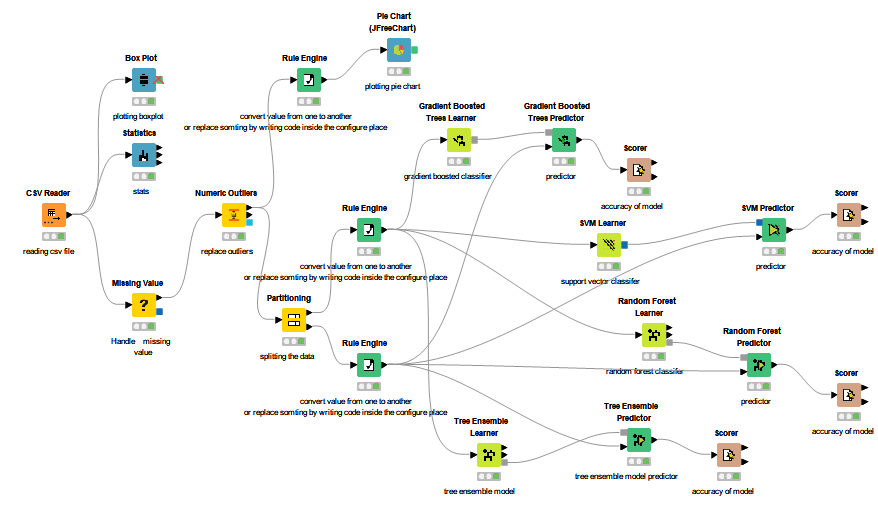 Pie Chart
(JFreeChart)
plotting pie chart
Box Plot
plotting boxplot
Rule Engine
convert value from one to another
or replace somting by writing code inside the configure place
Gradient Boosted
Trees Learner
gradient boosted classifier
Gradient Boosted
Trees Predictor
predictor
Statistics
stats
Scorer
accuracy of model
CSV Reader
reading csv file
Numeric Outliers
replace outliers
Rule Engine
convert value from one to another
or replace somting by writing code inside the configure place
SVM Learner
support vector classifer
SVM Predictor
predictor
Scorer
accuracy of model
Missing Value
?
Handle missing
value
Partitioning
splitting the data
Random Forest
Learner
random forest classifer
Rule Engine
convert value from one to another
or replace somting by writing code inside the configure place
Random Forest
Predictor
predictor
Scorer
accuracy of model
Tree Ensemble
Learner
tree ensemble model
Tree Ensemble
Predictor
tree ensemble model predictor
Scorer
accuracy of model